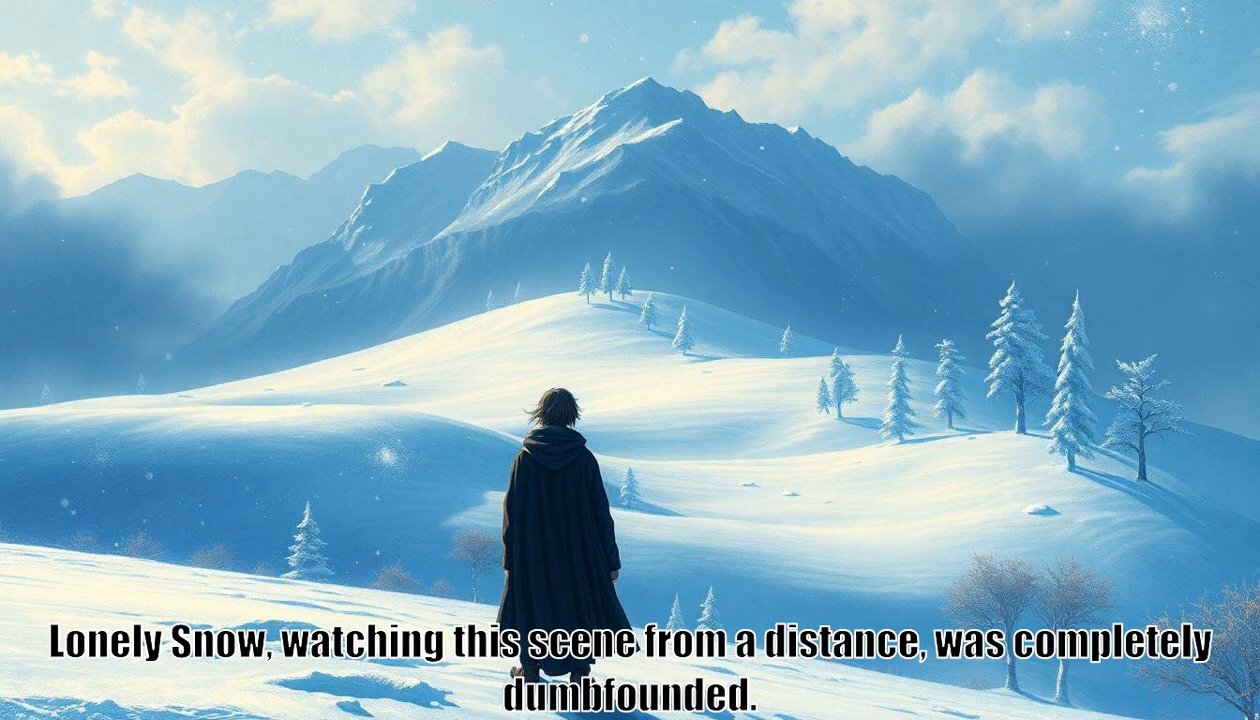 Lonely Snow, watching this scene from a distance, was completely
dumbfounded.